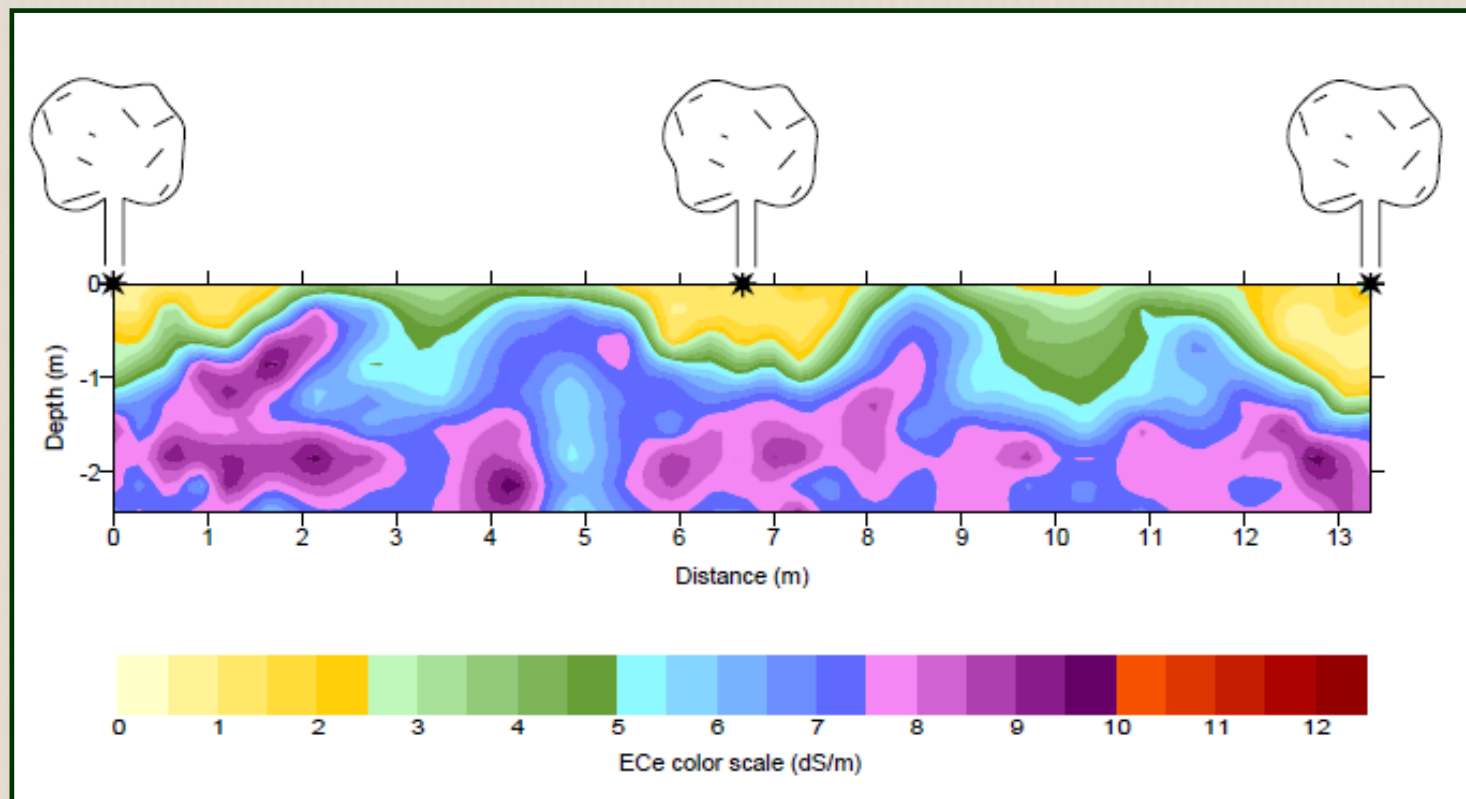 0
-1
-2
Depth (m)
0 1 2 3 4 5 6 7 8 9 10 11 12 13
Distance (m)
0 1 2 3 4 5 6 7 8 9 10 11 12
ECe color scale (dS/m)